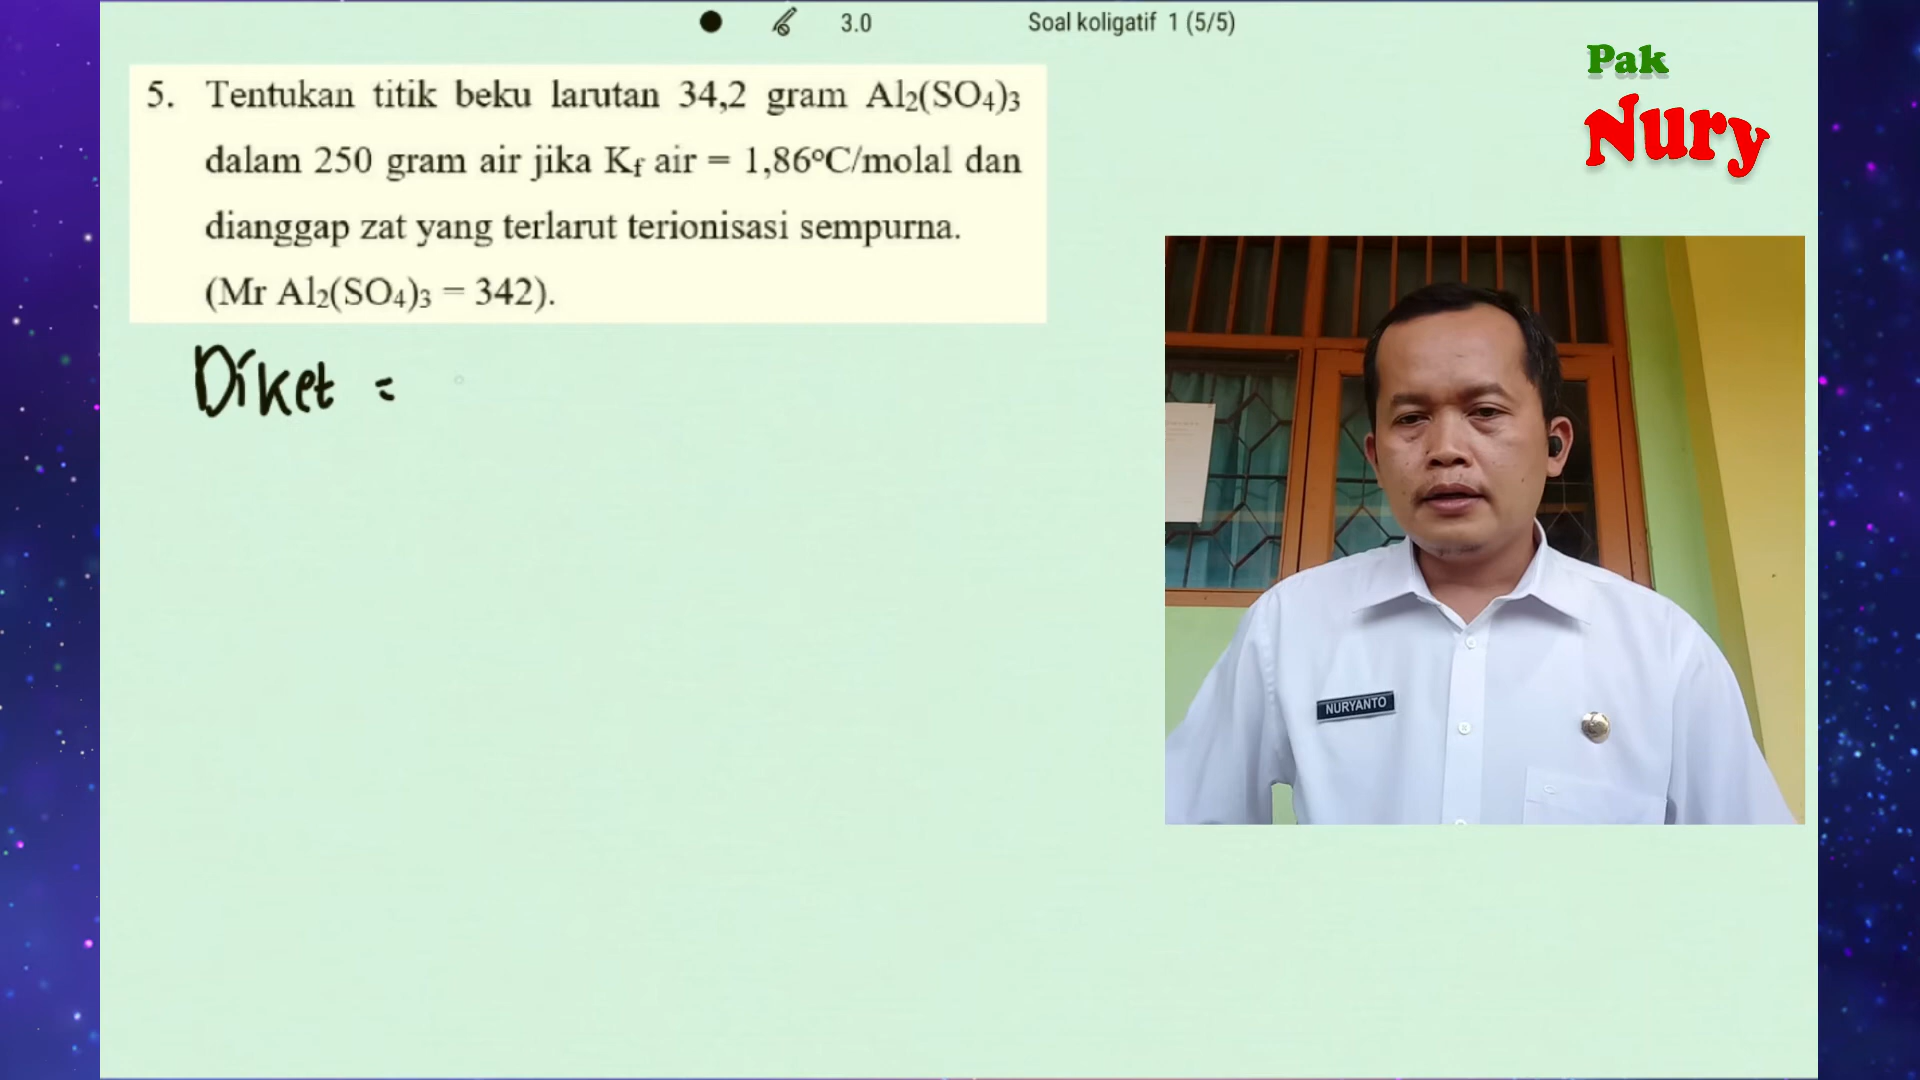 3.0 Soal koligatif 1 (5/5)
Pak
Nury
5. Tentukan titik beku larutan 34,2 gram Al₂(SO₄)₃
dalam 250 gram air jika Kf air = 1,86°C/molal dan
dianggap zat yang terlarut terionisasi sempurna.
(Mr Al₂(SO₄)₃ = 342).
Diket =
NURYANTO